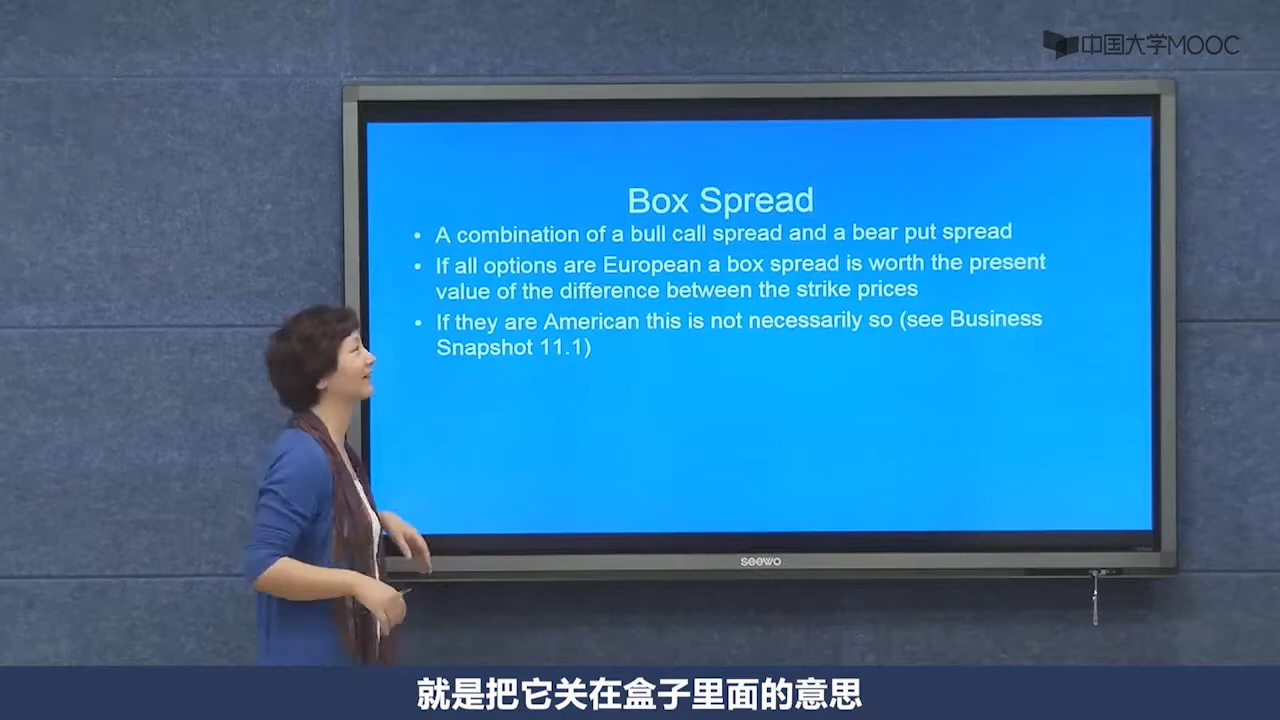 中国大学MOOC
Box Spread
• A combination of a bull call spread and a bear put spread
• If all options are European a box spread is worth the present
value of the difference between the strike prices
• If they are American this is not necessarily so (see Business
Snapshot 11.1)
seewo
就是把它关在盒子里面的意思